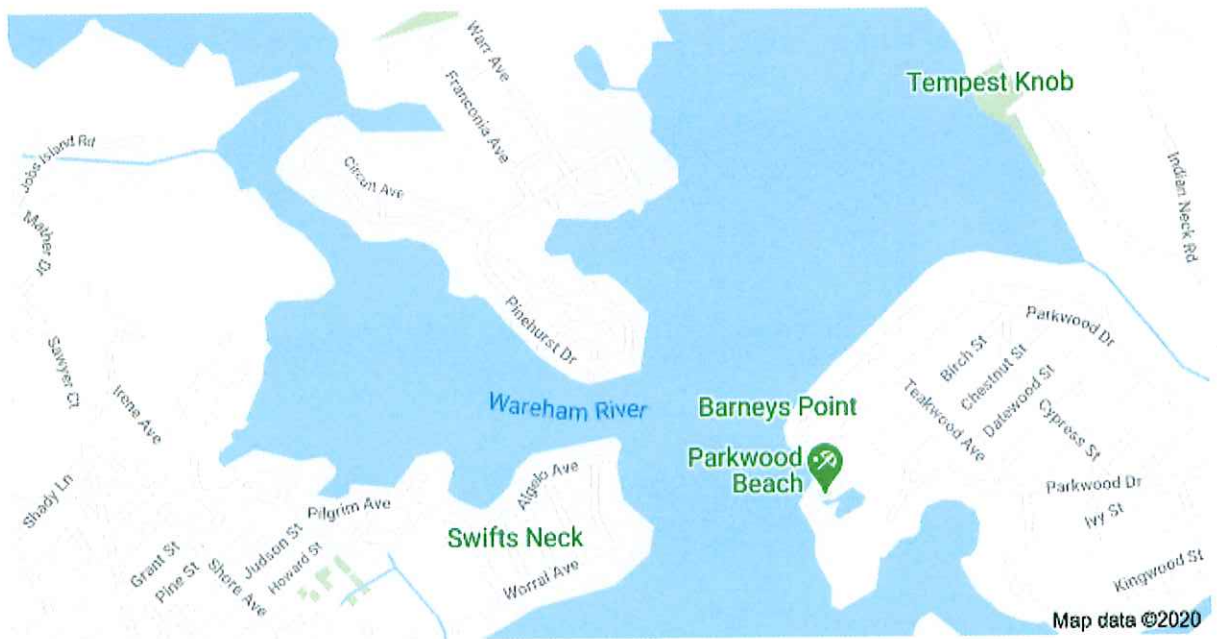 Warr Ave
Tempest Knob
Franconia Ave
Jobs Island Rd
Circuit Ave
Indian Neck Rd
Mather Dr
Pinehurst Dr
Parkwood Dr
Birch St
Chestnut St
Sawyer Ct
Irene Ave
Wareham River
Barneys Point
Teakwood Ave
Datewood St
Cypress St
Parkwood
Beach
Algelo Ave
Shady Ln
Pilgrim Ave
Parkwood Dr
Ivy St
Swifts Neck
Judson St
Howard St
Grant St
Pine St
Shore Ave
Worral Ave
Kingwood St
Map data ©2020